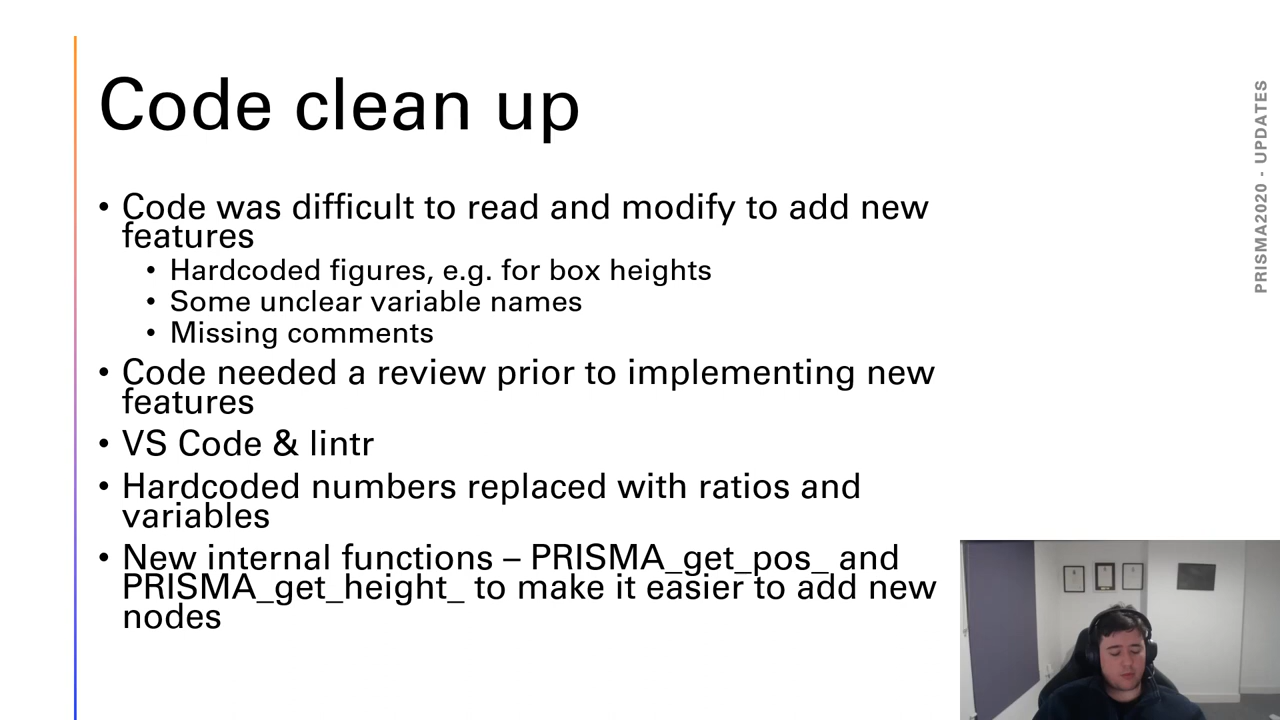 Code clean up
• Code was difficult to read and modify to add new
features
• Hardcoded figures, e.g. for box heights
• Some unclear variable names
• Missing comments
• Code needed a review prior to implementing new
features
• VS Code & lintr
• Hardcoded numbers replaced with ratios and
variables
• New internal functions – PRISMA_get_pos_ and
PRISMA_get_height_ to make it easier to add new
nodes
PRISMA2020 - UPDATES